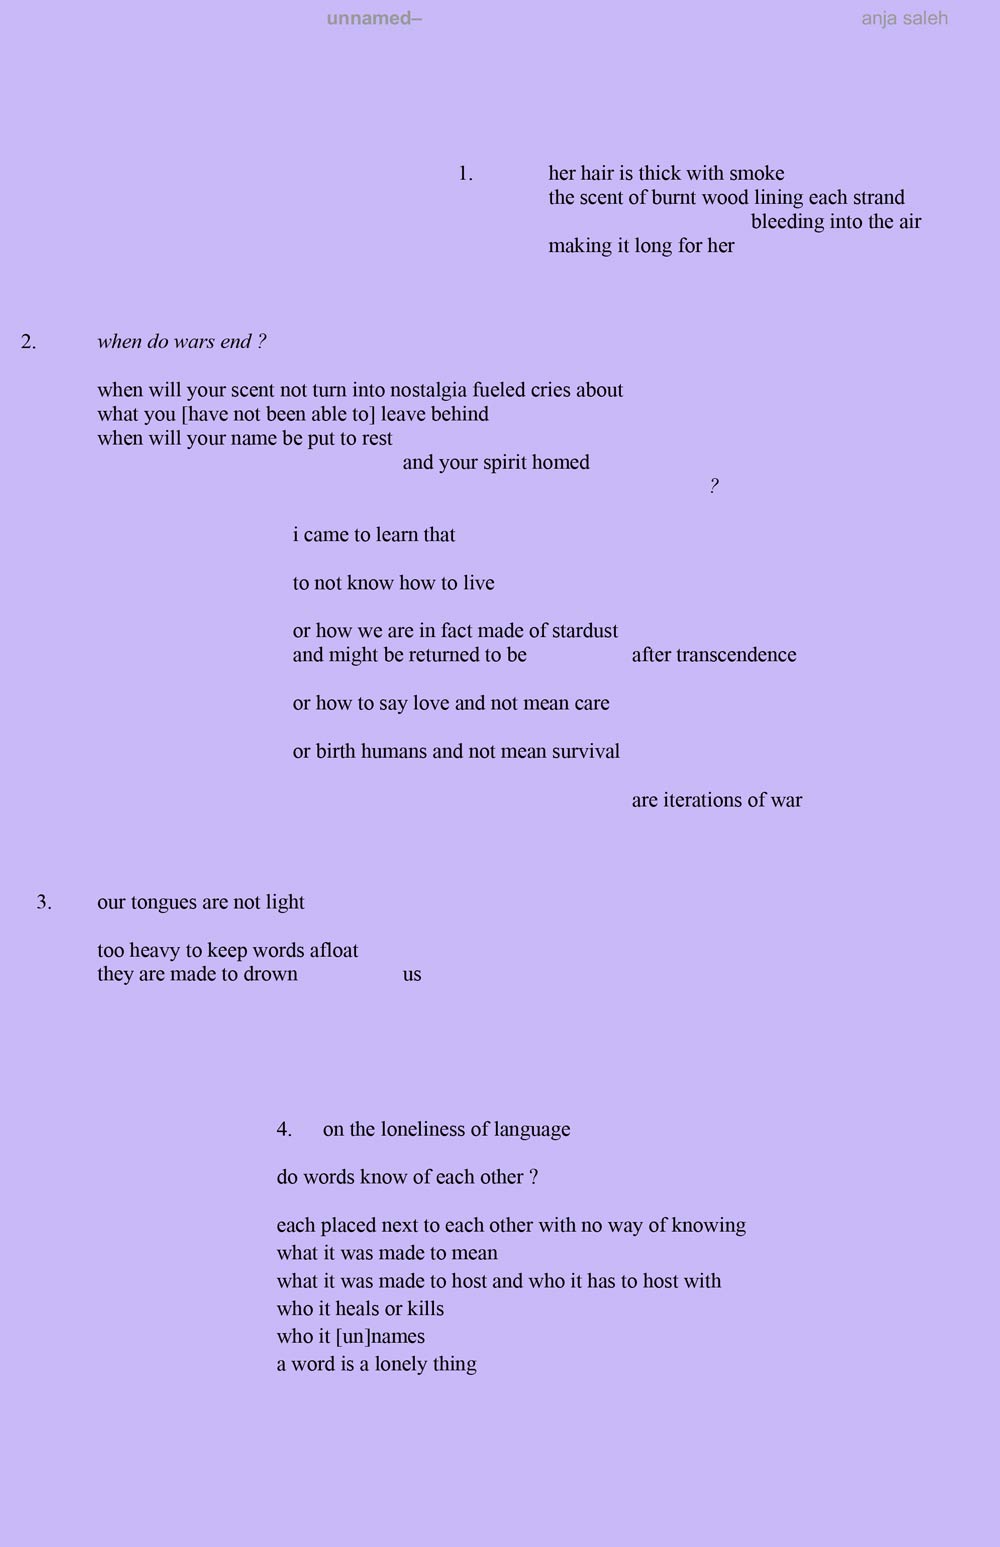 unnamed– anja saleh
1. her hair is thick with smoke
the scent of burnt wood lining each strand
bleeding into the air
making it long for her
2. when do wars end ?
when will your scent not turn into nostalgia fueled cries about
what you [have not been able to] leave behind
when will your name be put to rest
and your spirit homed
?
i came to learn that
to not know how to live
or how we are in fact made of stardust
and might be returned to be after transcendence
or how to say love and not mean care
or birth humans and not mean survival
are iterations of war
3. our tongues are not light
too heavy to keep words afloat
they are made to drown us
4. on the loneliness of language
do words know of each other ?
each placed next to each other with no way of knowing
what it was made to mean
what it was made to host and who it has to host with
who it heals or kills
who it [un]names
a word is a lonely thing